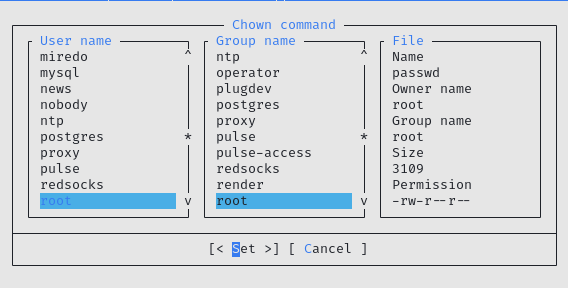 Chown command
User name
miredo
mysql
news
nobody
ntp
postgres
proxy
pulse
redsocks
root
^
*
v
Group name
ntp
operator
plugdev
postgres
proxy
pulse
pulse-access
redsocks
render
root
^
*
v
File
Name
passwd
Owner name
root
Group name
root
Size
3109
Permission
-rw-r--r--
[< Set >] [ Cancel ]